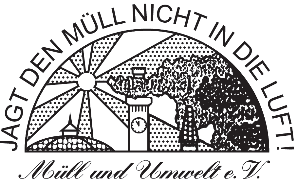 JAGT DEN MÜLL NICHT IN DIE LUFT!
Müll und Umwelt e.V.